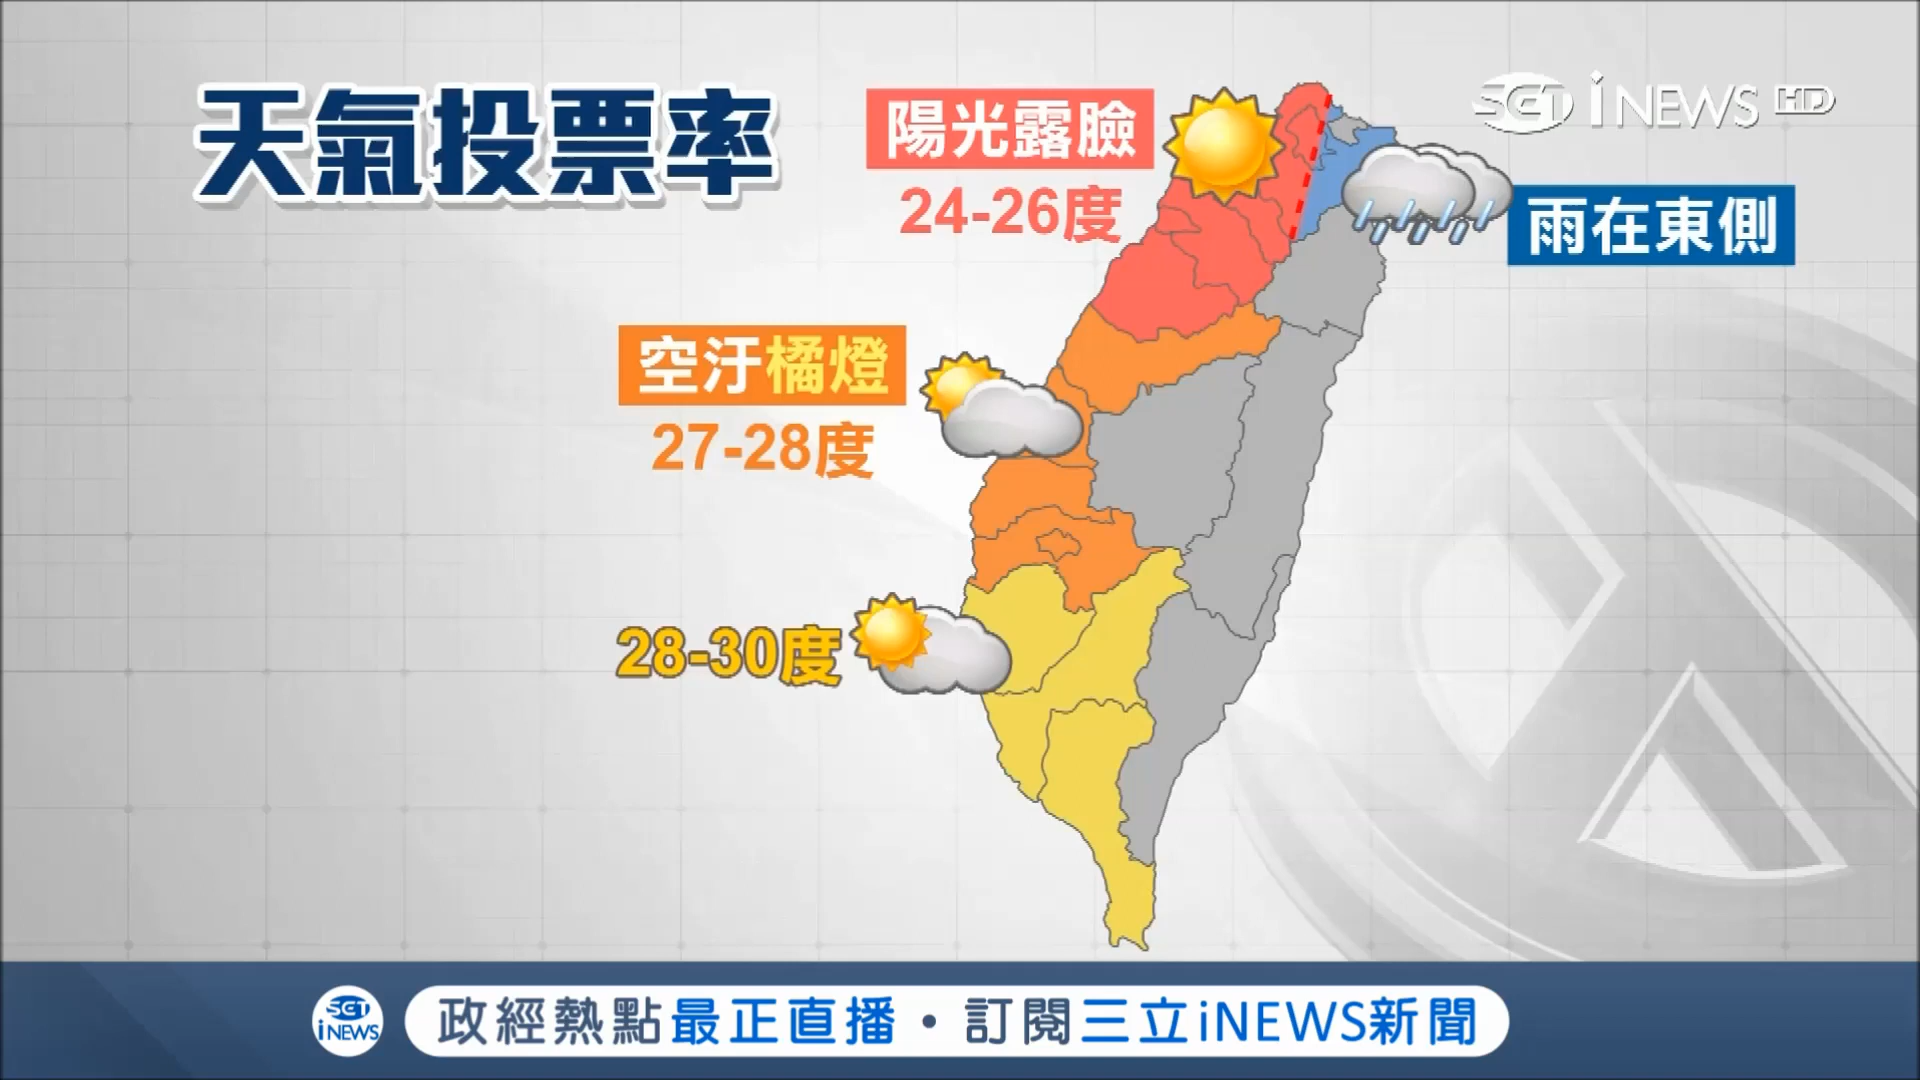 天氣投票率
陽光露臉
24-26度
SET iNEWS HD
雨在東側
空汙橘燈
27-28度
28-30度
SET iNEWS
政經熱點最正直播・訂閱三立iNEWS新聞